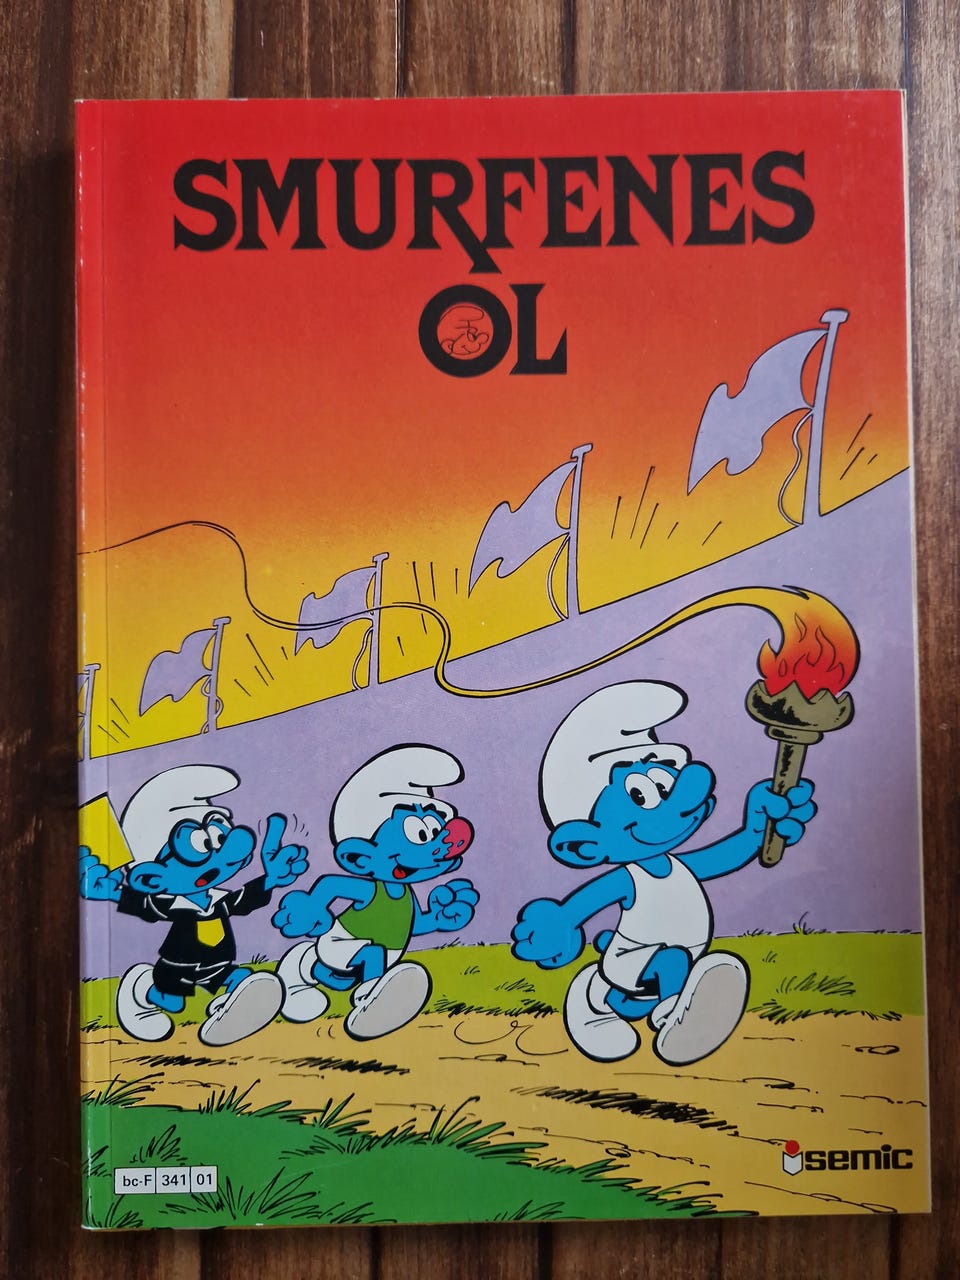 SMURFENES
OL
semic
bc-F 341 01